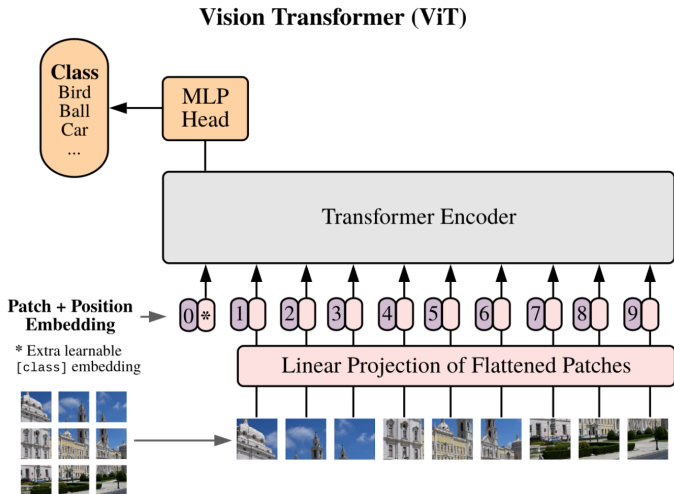 Vision Transformer (ViT)
Class
Bird
Ball
Car
...
MLP
Head
Transformer Encoder
Patch + Position
Embedding
0 * 1 2 3 4 5 6 7 8 9
* Extra learnable
[class] embedding
Linear Projection of Flattened Patches